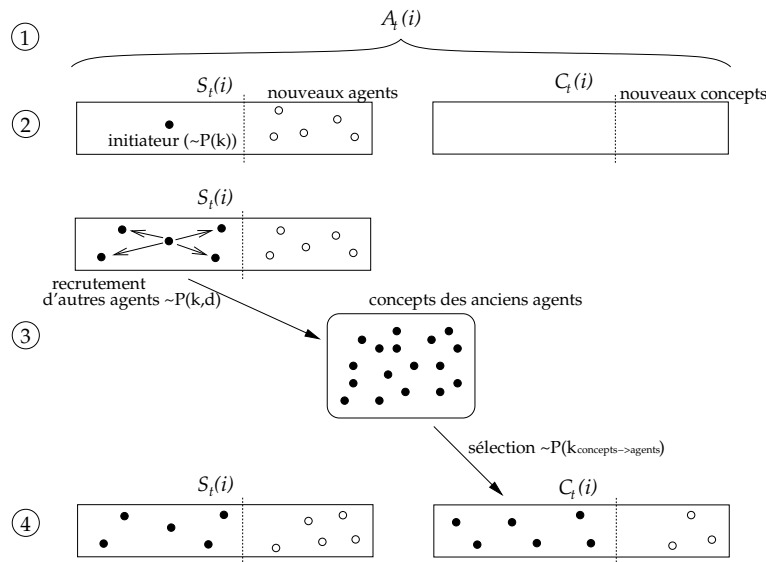 ① A_t(i)
S_t(i) C_t(i)
nouveaux agents nouveaux concepts
②
initiateur (~P(k))
S_t(i)
recrutement
d'autres agents ~P(k,d)
concepts des anciens agents
③
sélection ~P(k_concepts->agents)
S_t(i) C_t(i)
④